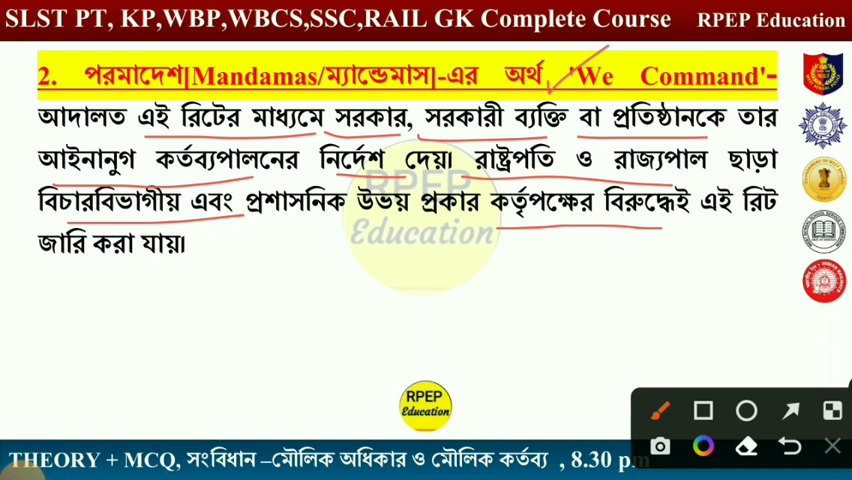 SLST PT, KP,WBP,WBCS,SSC,RAIL GK Complete Course RPEP Education
2. পরমাদেশ[Mandamas/ম্যান্ডেমাস]-এর অর্থ 'We Command'-
আদালত এই রিটের মাধ্যমে সরকার, সরকারী ব্যক্তি বা প্রতিষ্ঠানকে তার
আইনানুগ কর্তব্যপালনের নির্দেশ দেয়। রাষ্ট্রপতি ও রাজ্যপাল ছাড়া
বিচারবিভাগীয় এবং প্রশাসনিক উভয় প্রকার কর্তৃপক্ষের বিরুদ্ধেই এই রিট
জারি করা যায়।
RPEP
Education
RPEP
Education
THEORY + MCQ, সংবিধান –মৌলিক অধিকার ও মৌলিক কর্তব্য , 8.30 pm